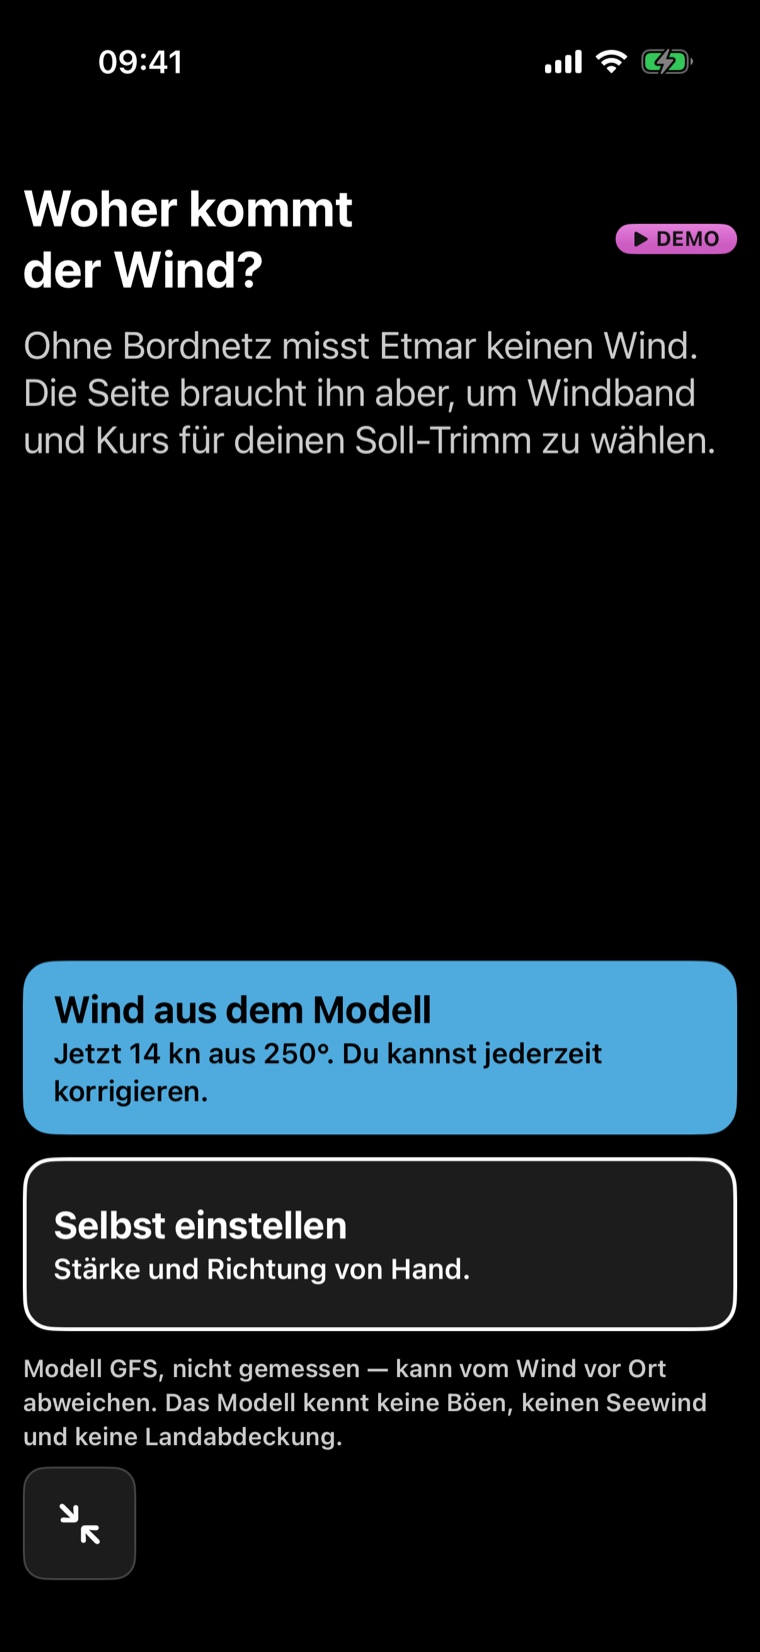 09:41
Woher kommt
der Wind?
DEMO
Ohne Bordnetz misst Etmar keinen Wind.
Die Seite braucht ihn aber, um Windband
und Kurs für deinen Soll-Trimm zu wählen.
Wind aus dem Modell
Jetzt 14 kn aus 250°. Du kannst jederzeit
korrigieren.
Selbst einstellen
Stärke und Richtung von Hand.
Modell GFS, nicht gemessen — kann vom Wind vor Ort
abweichen. Das Modell kennt keine Böen, keinen Seewind
und keine Landabdeckung.